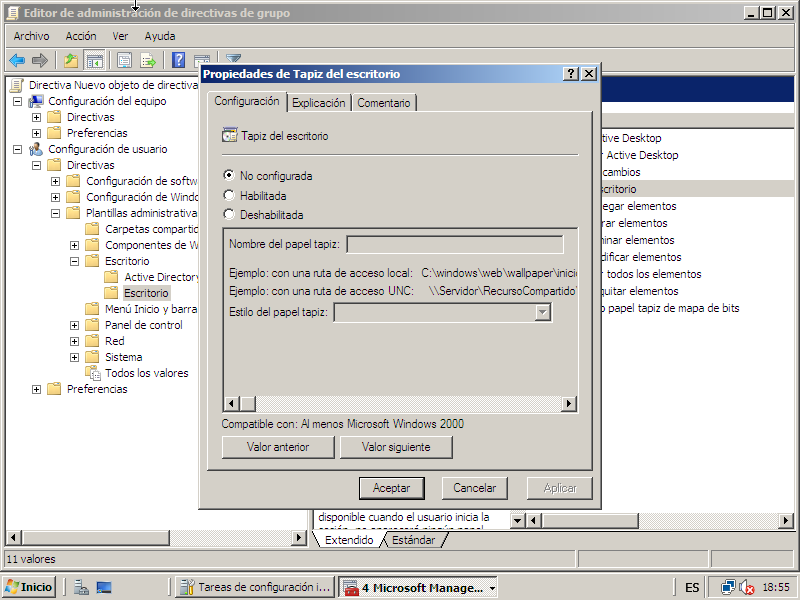 Editor de administración de directivas de grupo
Archivo Acción Ver Ayuda
Directiva Nuevo objeto de directiva
Configuración del equipo
Directivas
Preferencias
Configuración de usuario
Directivas
Configuración de softw
Configuración de Windo
Plantillas administrativa
Carpetas compartid
Componentes de W
Escritorio
Active Directory
Escritorio
Menú Inicio y barra
Panel de control
Red
Sistema
Todos los valores
Preferencias
Propiedades de Tapiz del escritorio
Configuración Explicación Comentario
Tapiz del escritorio
No configurada
Habilitada
Deshabilitada
Nombre del papel tapiz:
Ejemplo: con una ruta de acceso local: C:\windows\web\wallpaper\inici
Ejemplo: con una ruta de acceso UNC: \\Servidor\RecursoCompartido\
Estilo del papel tapiz:
Compatible con: Al menos Microsoft Windows 2000
Valor anterior Valor siguiente
Aceptar Cancelar Aplicar
tive Desktop
r Active Desktop
cambios
scritorio
egar elementos
rar elementos
minar elementos
dificar elementos
r todos los elementos
quitar elementos
o papel tapiz de mapa de bits
disponible cuando el usuario inicia la
Extendido Estándar
11 valores
Inicio Tareas de configuración i... 4 Microsoft Manage... ES 18:55